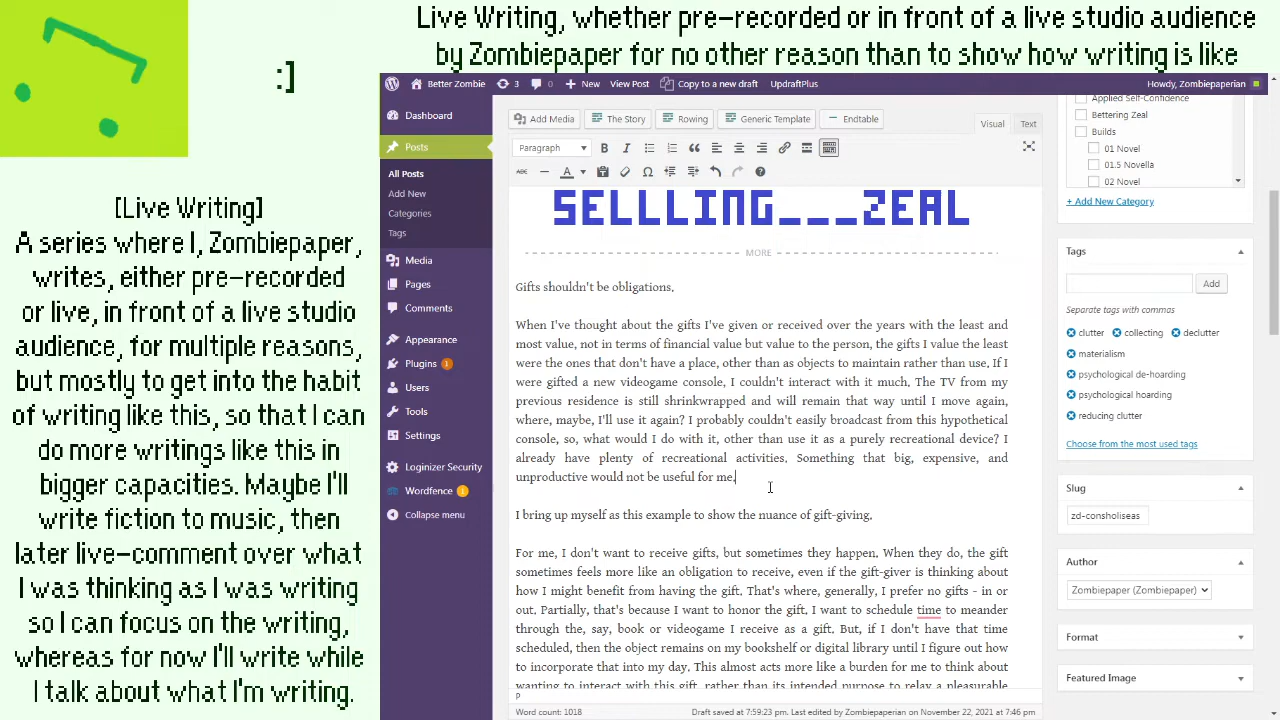 Live Writing, whether pre-recorded or in front of a live studio audience
by Zombiepaper for no other reason than to show how writing is like
:]
[Live Writing]
A series where I, Zombiepaper,
writes, either pre-recorded
or live, in front of a live studio
audience, for multiple reasons,
but mostly to get into the habit
of writing like this, so that I can
do more writings like this in
bigger capacities. Maybe I'll
write fiction to music, then
later live-comment over what
I was thinking as I was writing
so I can focus on the writing,
whereas for now I'll write while
I talk about what I'm writing.
Better Zombie 3 0 New View Post Copy to a new draft UpdraftPlus Howdy, Zombiepaperian
Dashboard
Posts
All Posts
Add New
Categories
Tags
Media
Pages
Comments
Appearance
Plugins 1
Users
Tools
Settings
Loginizer Security
Wordfence 1
Collapse menu
Add Media The Story Rowing Generic Template Endtable
Visual Text
Paragraph B I
ABC A
SELLLING___ZEAL
MORE
Gifts shouldn't be obligations.
When I've thought about the gifts I've given or received over the years with the least and
most value, not in terms of financial value but value to the person, the gifts I value the least
were the ones that don't have a place, other than as objects to maintain rather than use. If I
were gifted a new videogame console, I couldn't interact with it much. The TV from my
previous residence is still shrinkwrapped and will remain that way until I move again,
where, maybe, I'll use it again? I probably couldn't easily broadcast from this hypothetical
console, so, what would I do with it, other than use it as a purely recreational device? I
already have plenty of recreational activities. Something that big, expensive, and
unproductive would not be useful for me.
I bring up myself as this example to show the nuance of gift-giving.
For me, I don't want to receive gifts, but sometimes they happen. When they do, the gift
sometimes feels more like an obligation to receive, even if the gift-giver is thinking about
how I might benefit from having the gift. That's where, generally, I prefer no gifts - in or
out. Partially, that's because I want to honor the gift. I want to schedule time to meander
through the, say, book or videogame I receive as a gift. But, if I don't have that time
scheduled, then the object remains on my bookshelf or digital library until I figure out how
to incorporate that into my day. This almost acts more like a burden for me to think about
wanting to interact with this gift, rather than its intended purpose to relay a pleasurable
P
Word count: 1018 Draft saved at 7:59:23 pm. Last edited by Zombiepaperian on November 22, 2021 at 7:46 pm
Applied Self-Confidence
Bettering Zeal
Builds
01 Novel
01.5 Novella
02 Novel
+ Add New Category
Tags
Add
Separate tags with commas
clutter collecting declutter
materialism
psychological de-hoarding
psychological hoarding
reducing clutter
Choose from the most used tags
Slug
zd-consholiseas
Author
Zombiepaper (Zombiepaper)
Format
Featured Image